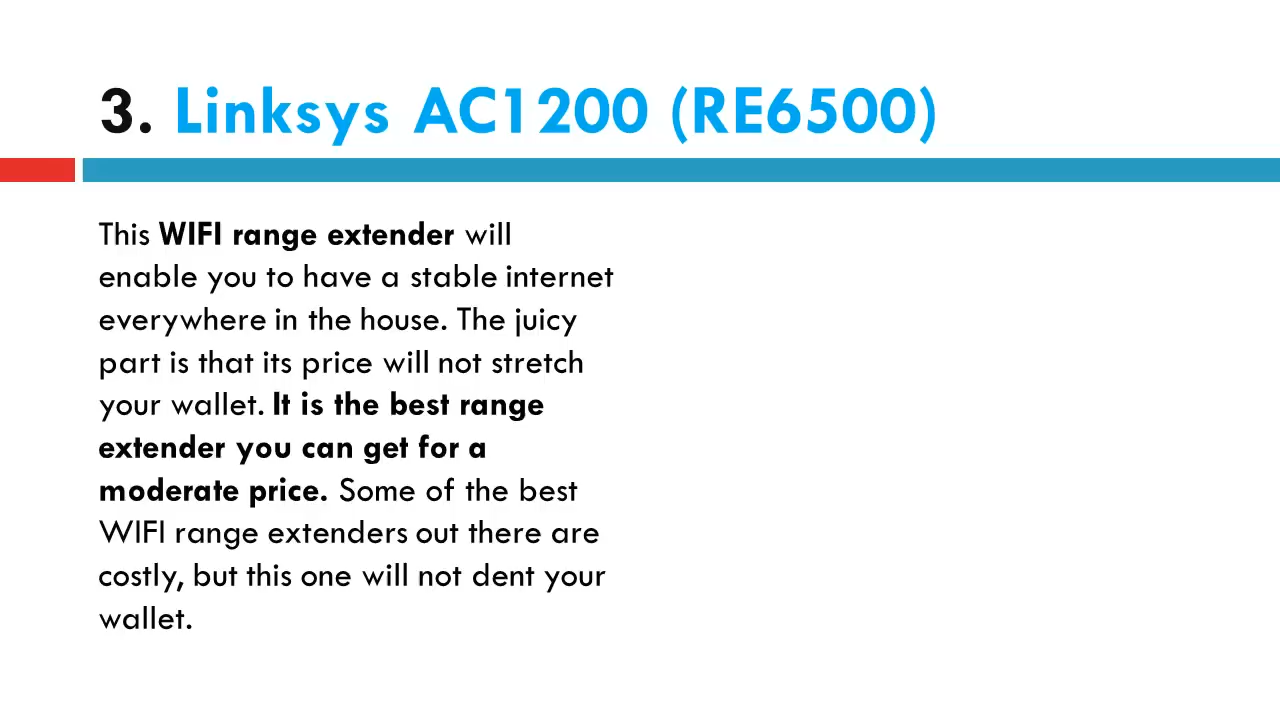 3. Linksys AC1200 (RE6500)
This WIFI range extender will
enable you to have a stable internet
everywhere in the house. The juicy
part is that its price will not stretch
your wallet. It is the best range
extender you can get for a
moderate price. Some of the best
WIFI range extenders out there are
costly, but this one will not dent your
wallet.